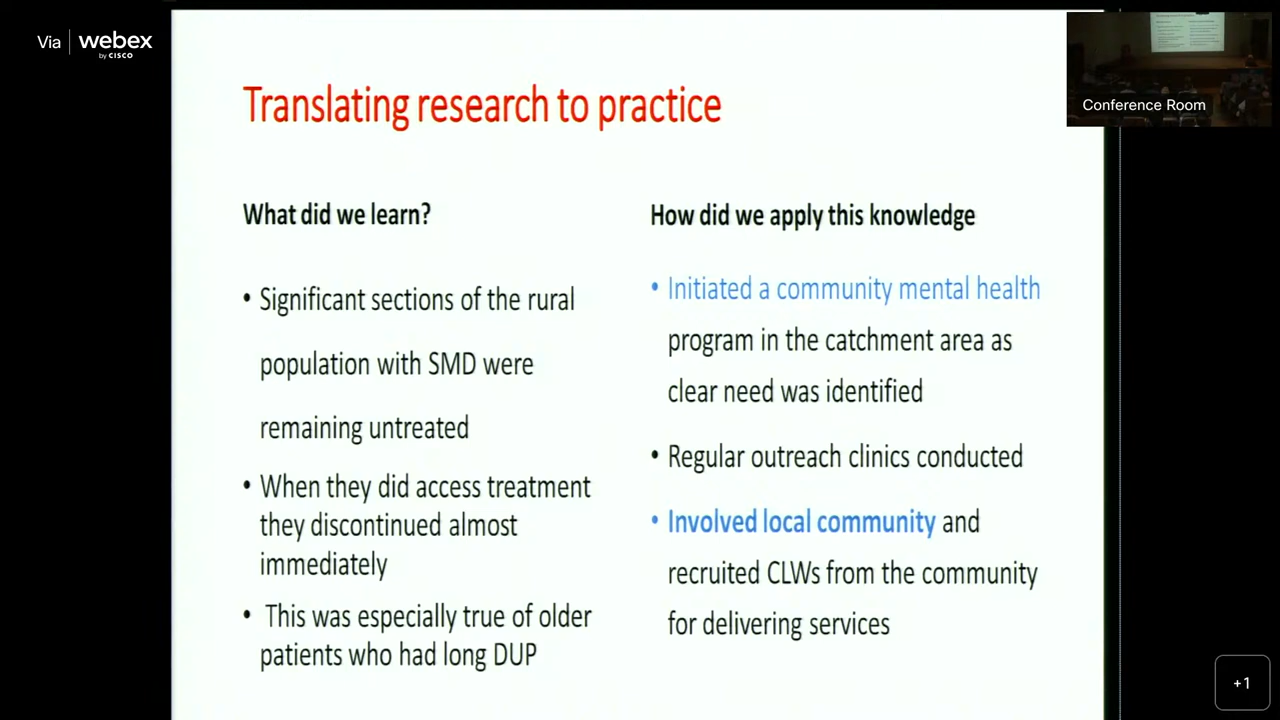 Via | webex
by CISCO
Conference Room
Translating research to practice
What did we learn?
• Significant sections of the rural
population with SMD were
remaining untreated
• When they did access treatment
they discontinued almost
immediately
• This was especially true of older
patients who had long DUP
How did we apply this knowledge
• Initiated a community mental health
program in the catchment area as
clear need was identified
• Regular outreach clinics conducted
• Involved local community and
recruited CLWs from the community
for delivering services
+1